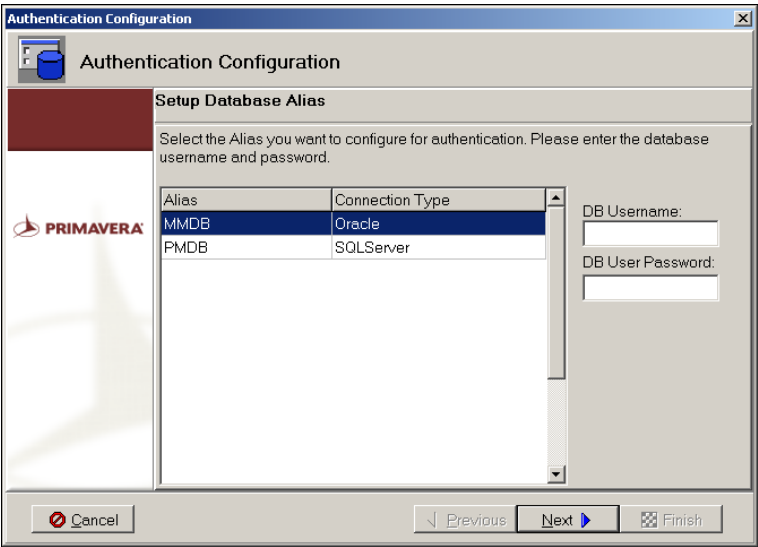 Authentication Configuration
Authentication Configuration
Setup Database Alias
Select the Alias you want to configure for authentication. Please enter the database
username and password.
Alias Connection Type
MMDB Oracle
PMDB SQLServer
DB Username:
DB User Password:
PRIMAVERA
Cancel Previous Next Finish